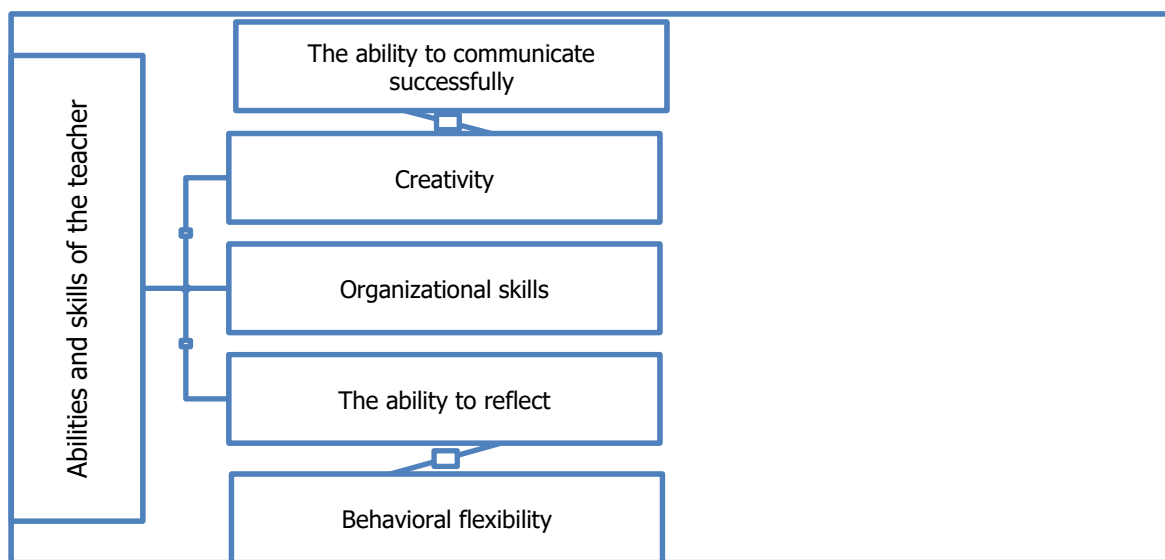 Abilities and skills of the teacher
The ability to communicate
successfully
Creativity
Organizational skills
The ability to reflect
Behavioral flexibility